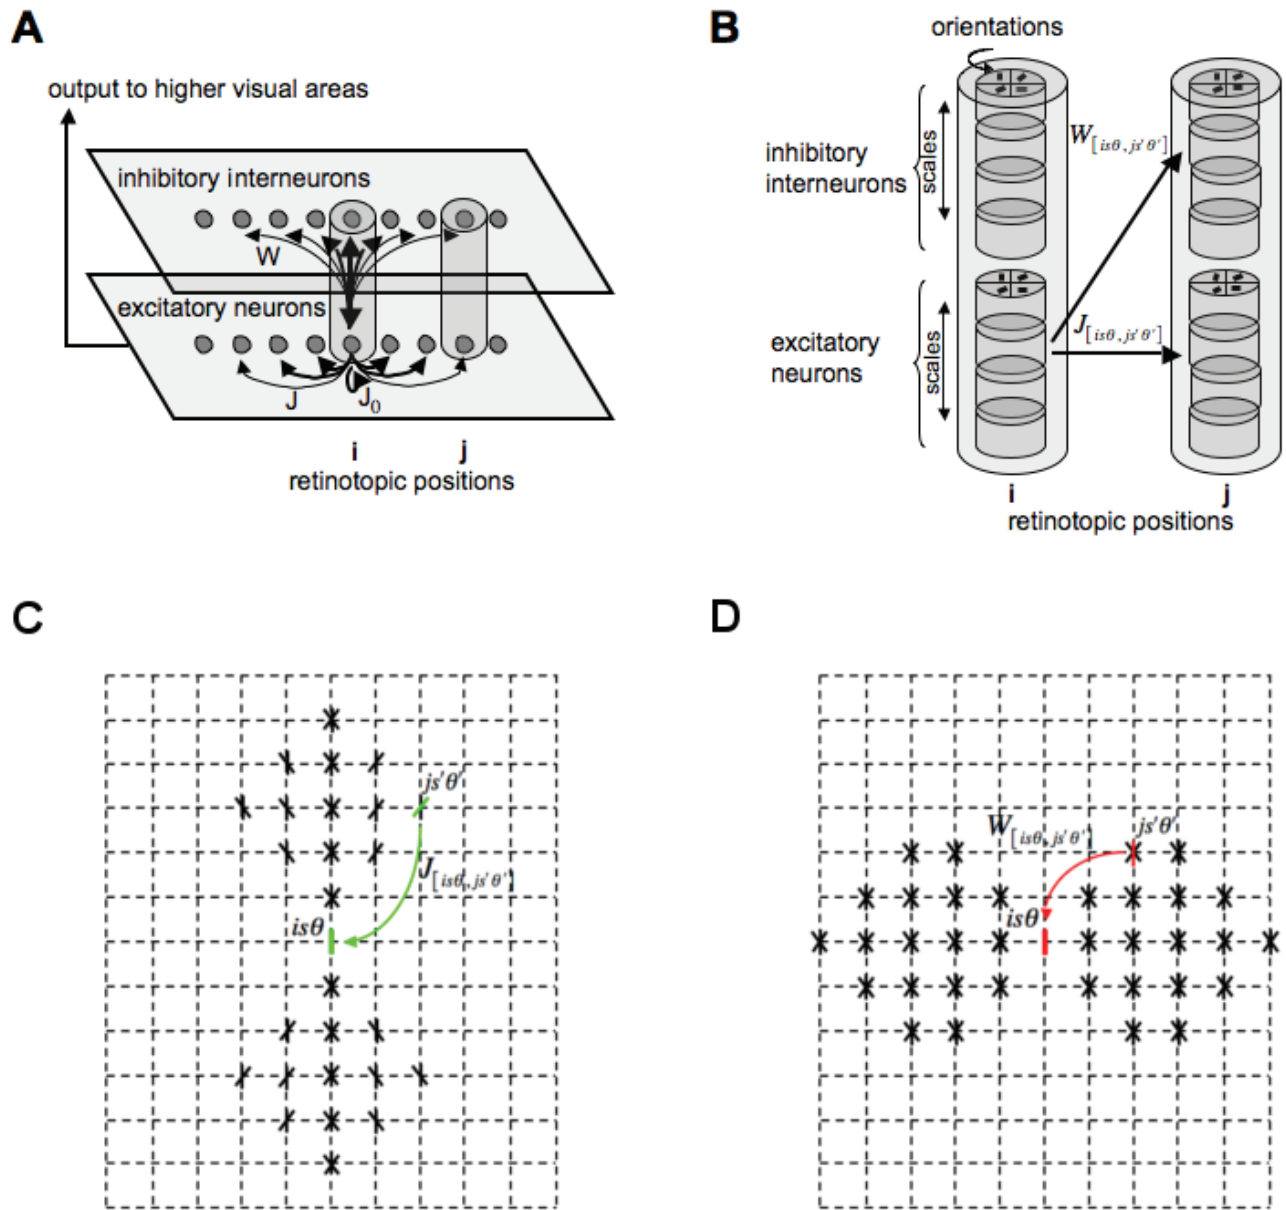 A
output to higher visual areas
inhibitory interneurons
W
excitatory neurons
J
J₀
i
j
retinotopic positions
B
orientations
inhibitory
interneurons
scales
W[isθ, js'θ']
excitatory
neurons
scales
J[isθ, js'θ']
i
j
retinotopic positions
C
js'θ'
J[isθ, js'θ']
isθ
D
W[isθ, js'θ']
js'θ'
isθ